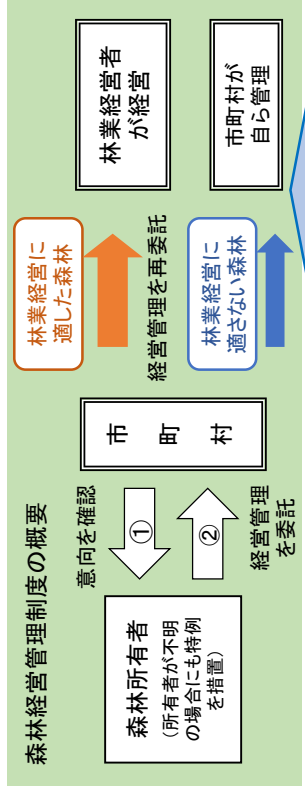 森林経営管理制度の概要
森林所有者
(所有者が不明
の場合にも特例
を措置)
意向を確認
①
②
経営管理
を委託
市町村
林業経営に
適した森林
経営管理を再委託
林業経営に
適さない森林
林業経営者
が経営
市町村が
自ら管理